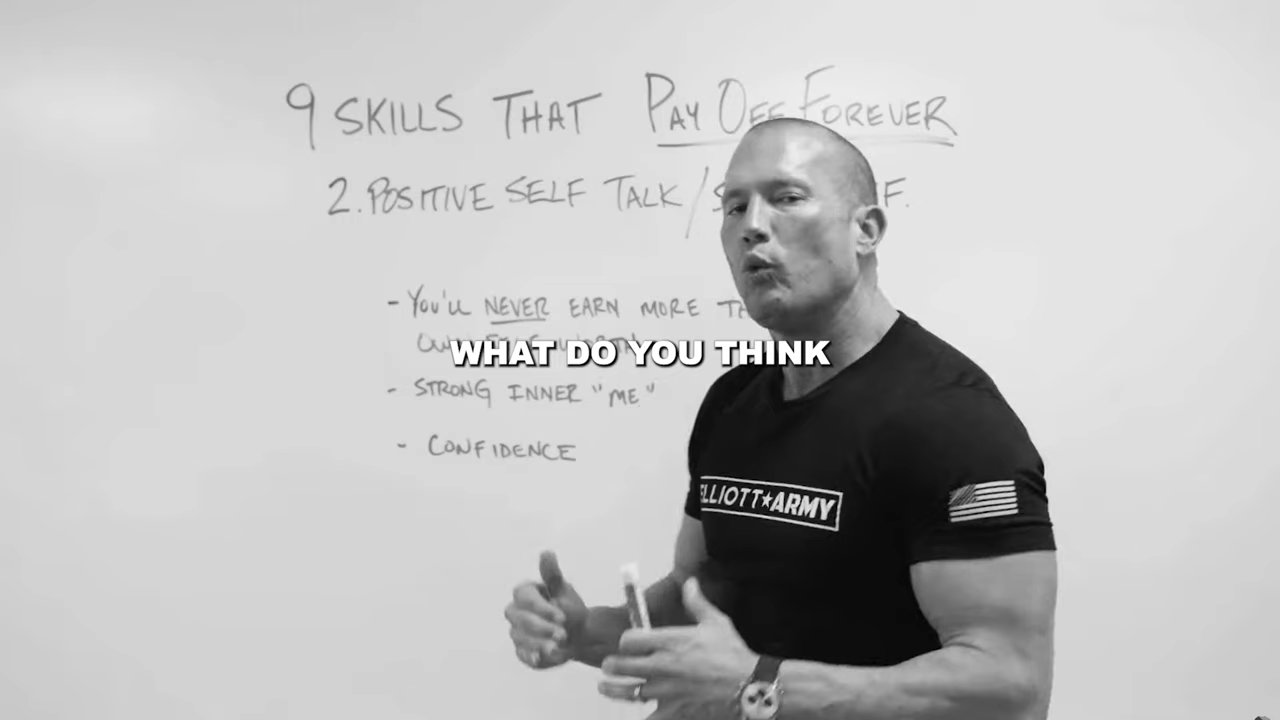 9 SKILLS THAT PAY OFF FOREVER
2. POSITIVE SELF TALK /
- YOU'LL NEVER EARN MORE
WHAT DO YOU THINK
- STRONG INNER "ME"
- CONFIDENCE
ELLIOTT★ARMY